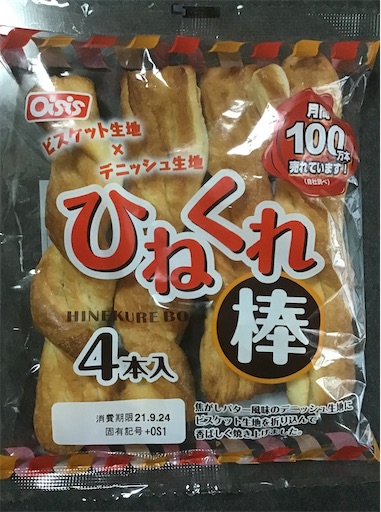 Oisis
ビスケット生地
×
デニッシュ生地
月間
100万本
売れています!
(自社調べ)
ひねくれ
棒
HINEKURE BO
4本入
消費期限21.9.24
固有記号+OS1
焦がしバター風味のデニッシュ生地に
ビスケット生地を折り込んで
香ばしく焼き上げました。